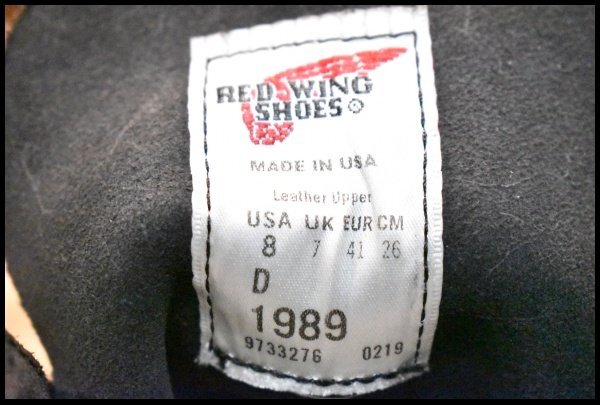 RED WING
SHOES ®
MADE IN USA
Leather Upper
USA UK EUR CM
8 7 41 26
D
1989
9733276 0219